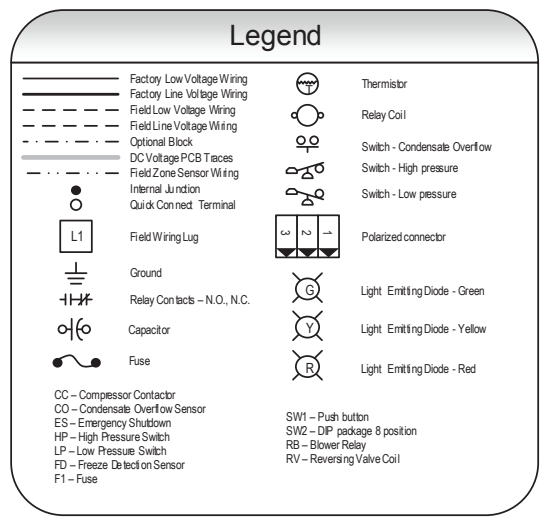 Legend
Factory Low Voltage Wiring
Factory Line Voltage Wiring
Field Low Voltage Wiring
Field Line Voltage Wiring
Optional Block
DC Voltage PCB Traces
Field Zone Sensor Wiring
Internal Junction
Quick Connect Terminal
L1 Field Wiring Lug
Ground
Relay Contacts – N.O., N.C.
Capacitor
Fuse
T Thermistor
Relay Coil
Switch - Condensate Overflow
Switch - High pressure
Switch - Low pressure
3 2 1 Polarized connector
G Light Emitting Diode - Green
Y Light Emitting Diode - Yellow
R Light Emitting Diode - Red
CC – Compressor Contactor
CO – Condensate Overflow Sensor
ES – Emergency Shutdown
HP – High Pressure Switch
LP – Low Pressure Switch
FD – Freeze Detection Sensor
F1 – Fuse
SW1 – Push button
SW2 – DIP package 8 position
RB – Blower Relay
RV – Reversing Valve Coil